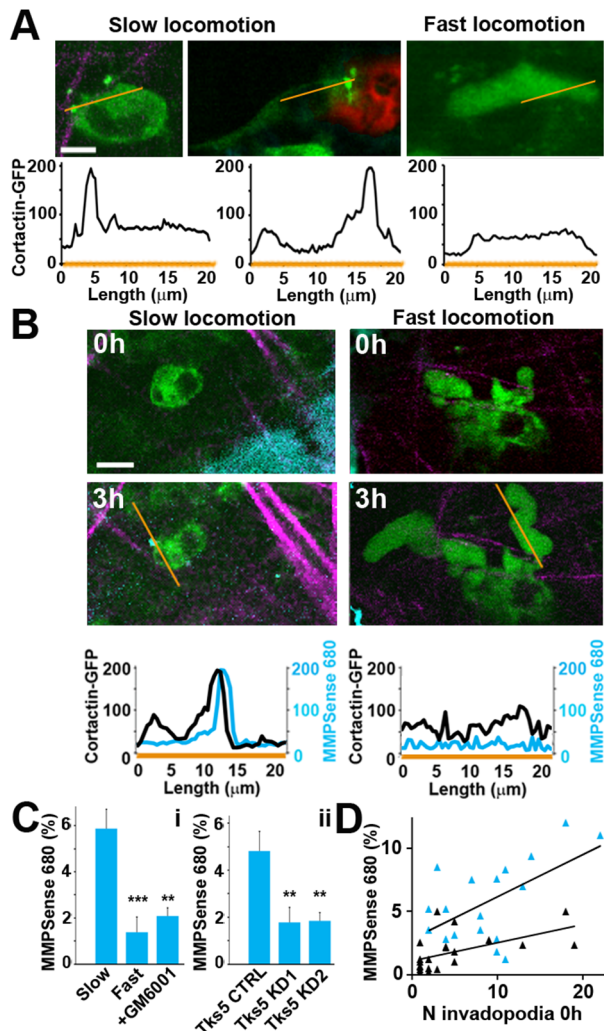 A
Slow locomotion Fast locomotion
Cortactin-GFP
200
100
0
0 5 10 15 20
Length (μm)
200
100
0
0 5 10 15 20
Length (μm)
200
100
0
0 5 10 15 20
Length (μm)
B
Slow locomotion Fast locomotion
0h 0h
3h 3h
Cortactin-GFP
200
100
0
200
100
0
MMPSense 680
0 5 10 15 20
Length (μm)
Cortactin-GFP
200
100
0
200
100
0
MMPSense 680
0 5 10 15 20
Length (μm)
C
i
MMPSense 680 (%)
6
4
2
0
*** **
Slow
Fast
+GM6001
ii
MMPSense 680 (%)
6
4
2
0
** **
Tks5 CTRL
Tks5 KD1
Tks5 KD2
D
MMPSense 680 (%)
10
5
0
0 10 20
N invadopodia 0h